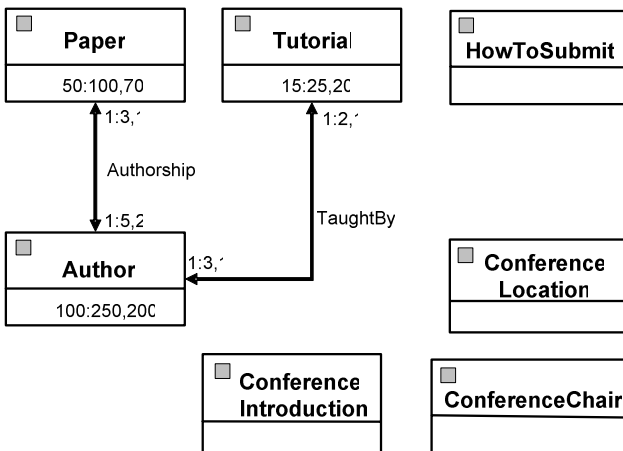 Paper
50:100,70
Tutorial
15:25,20
HowToSubmit
1:3,
1:2,
Authorship
1:5,2
TaughtBy
Author
100:250,200
1:3,
Conference
Location
Conference
Introduction
ConferenceChair